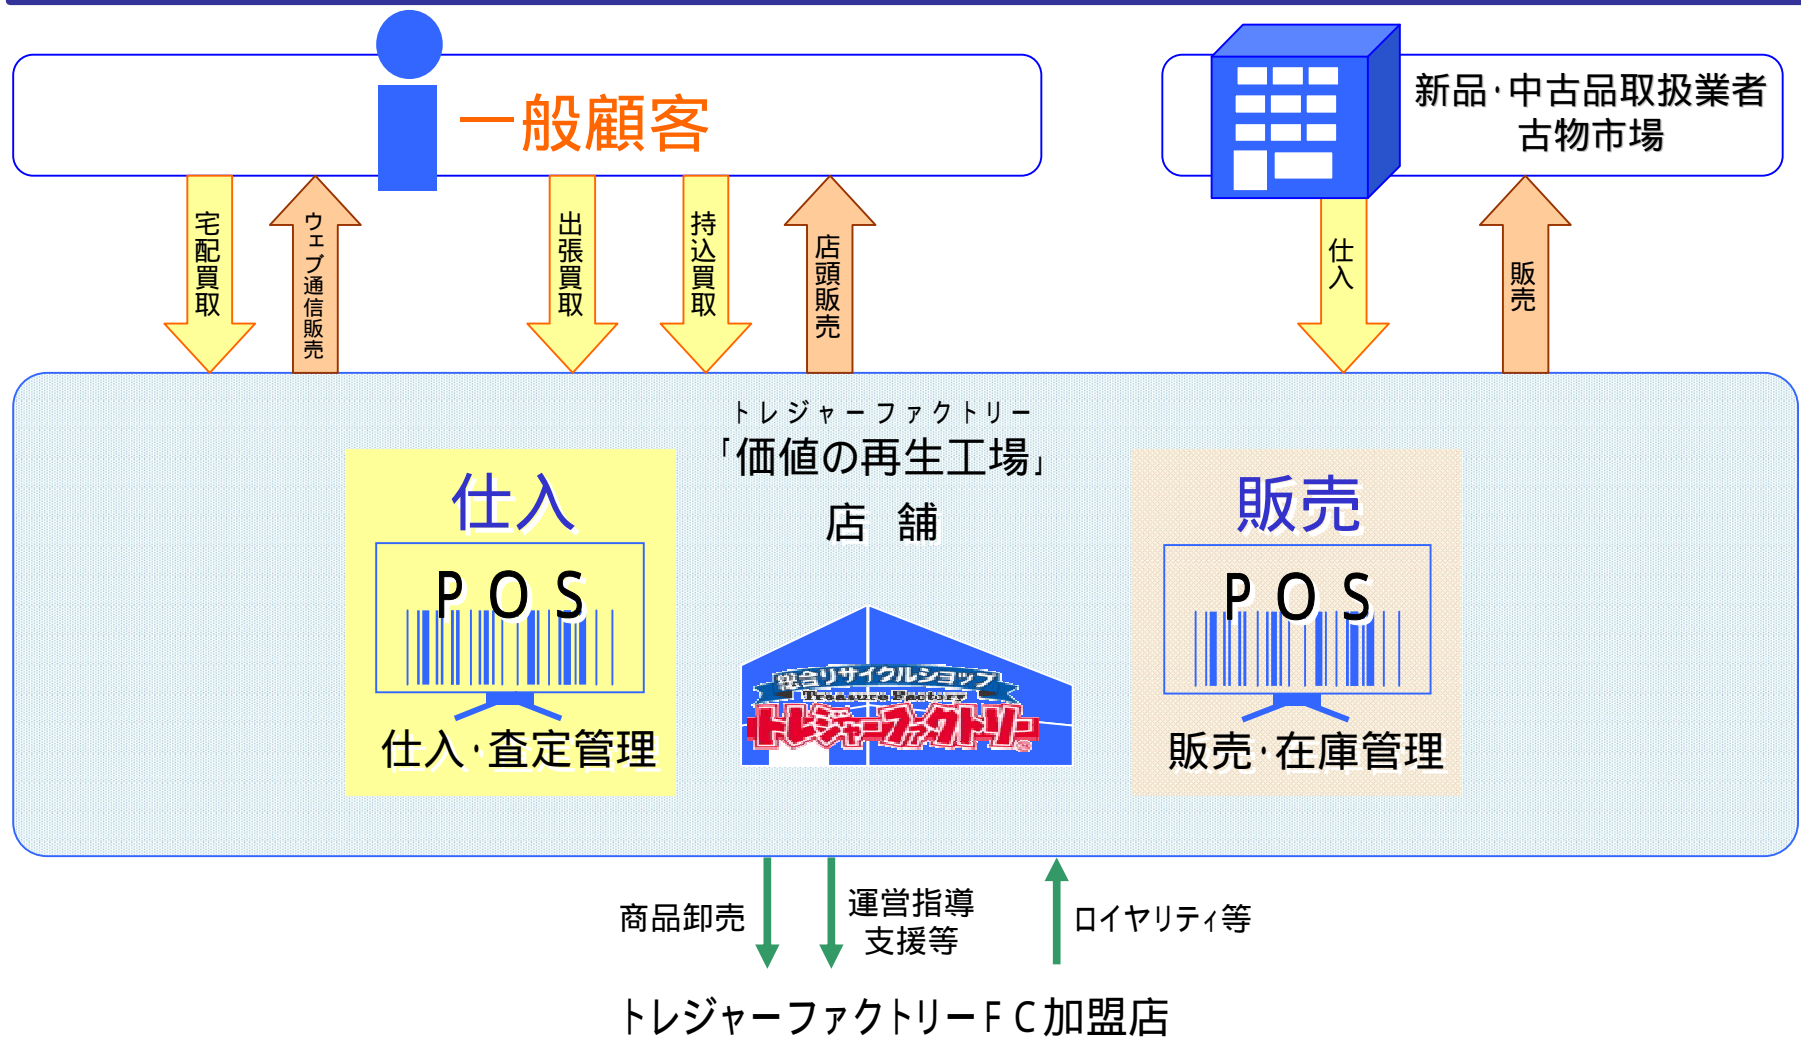 一般顧客
新品･中古品取扱業者
古物市場
宅配買取
ウェブ通信販売
出張買取
持込買取
店頭販売
仕入
販売
トレジャーファクトリー
｢価値の再生工場｣
店 舗
仕入
ＰＯＳ
仕入･査定管理
総合リサイクルショップ
Treasure Factory
トレジャーファクトリー
販売
ＰＯＳ
販売･在庫管理
商品卸売
運営指導
支援等
ロイヤリティ等
トレジャーファクトリーＦＣ加盟店